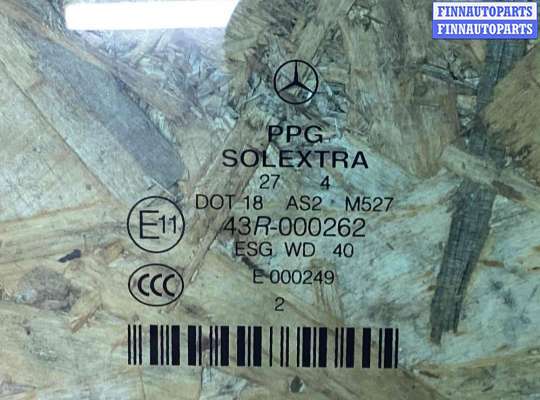 FINNAUTOPARTS
FINNAUTOPARTS
PPG
SOLEXTRA
27 4
DOT 18 AS2 M527
E11 43R-000262
ESG WD 40
CCC E 000249
2